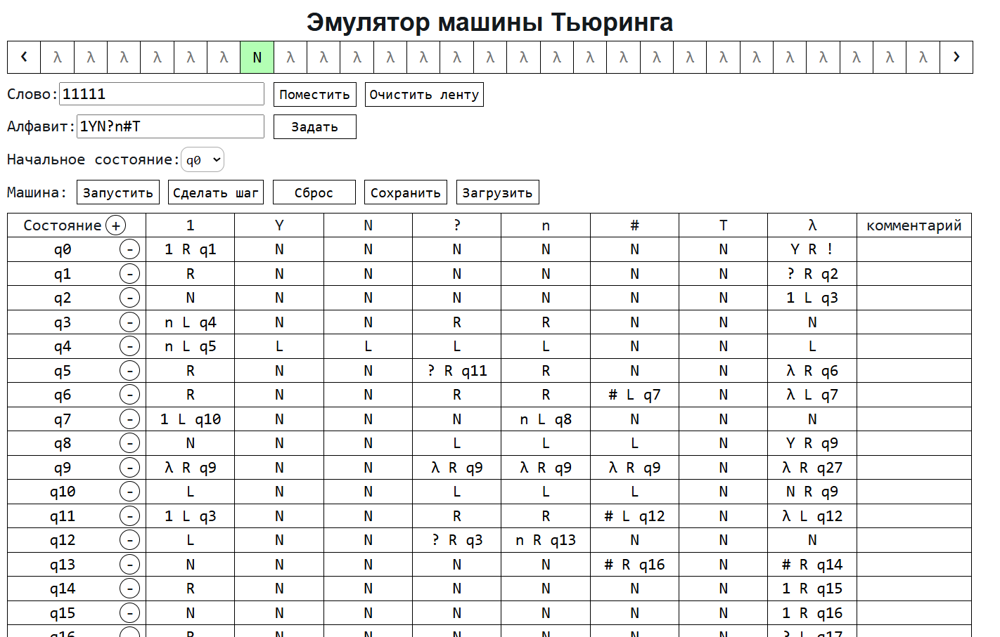 Эмулятор машины Тьюринга
< λ λ λ λ λ λ N λ λ λ λ λ λ λ λ λ λ λ λ λ λ λ λ λ λ λ λ >
Слово: 11111 Поместить Очистить ленту
Алфавит: 1YN?n#T Задать
Начальное состояние: q0
Машина: Запустить Сделать шаг Сброс Сохранить Загрузить
Состояние + 1 Y N ? n # T λ комментарий
q0 - 1 R q1 N N N N N N Y R !
q1 - R N N N N N N ? R q2
q2 - N N N N N N N 1 L q3
q3 - n L q4 N N R R N N N
q4 - n L q5 L L L L N N L
q5 - R N N ? R q11 R N N λ R q6
q6 - R N N R R # L q7 N λ L q7
q7 - 1 L q10 N N N n L q8 N N N
q8 - N N N L L L N Y R q9
q9 - λ R q9 N N λ R q9 λ R q9 λ R q9 N λ R q27
q10 - L N N L L L N N R q9
q11 - 1 L q3 N N R R # L q12 N λ L q12
q12 - L N N ? R q3 n R q13 N N N
q13 - N N N N N # R q16 N # R q14
q14 - R N N N N N N 1 R q15
q15 - N N N N N N N 1 R q16
q16 - R N N N N N N ? L q17